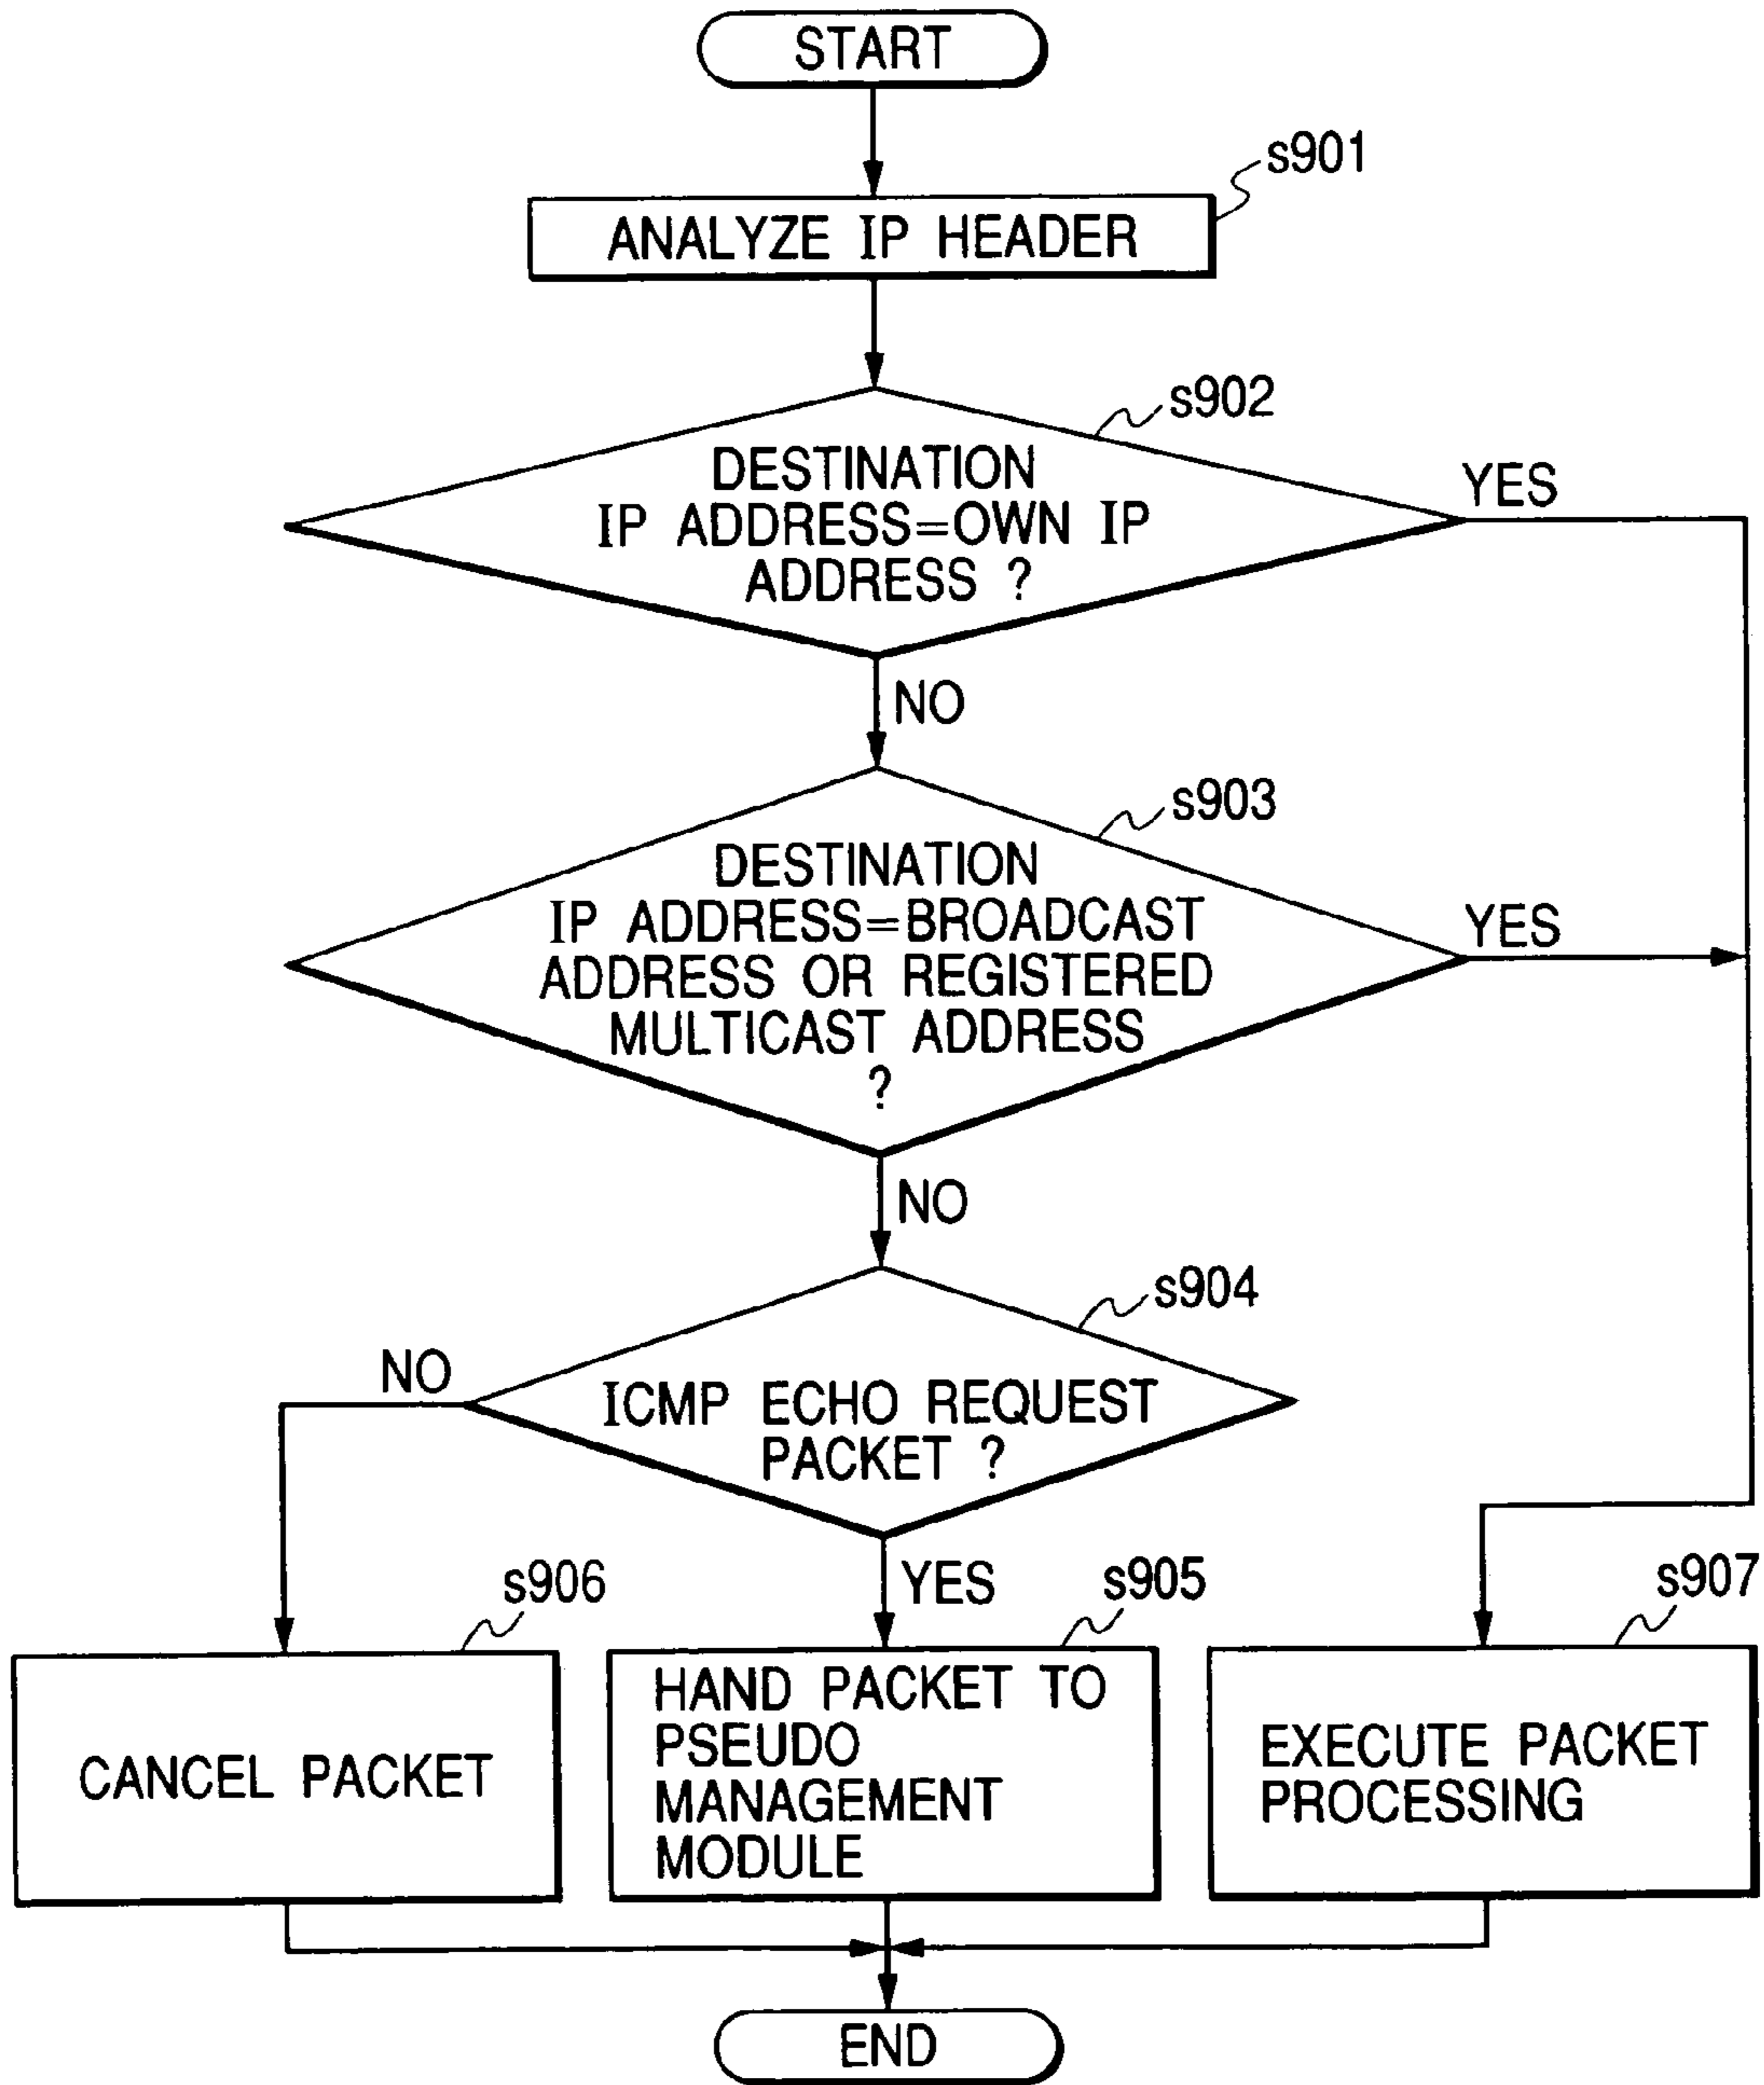 START
s901
ANALYZE IP HEADER
s902
DESTINATION
IP ADDRESS=OWN IP
ADDRESS ?
YES
NO
s903
DESTINATION
IP ADDRESS=BROADCAST
ADDRESS OR REGISTERED
MULTICAST ADDRESS
?
YES
NO
s904
ICMP ECHO REQUEST
PACKET ?
NO
YES
s906
CANCEL PACKET
s905
HAND PACKET TO
PSEUDO
MANAGEMENT
MODULE
s907
EXECUTE PACKET
PROCESSING
END